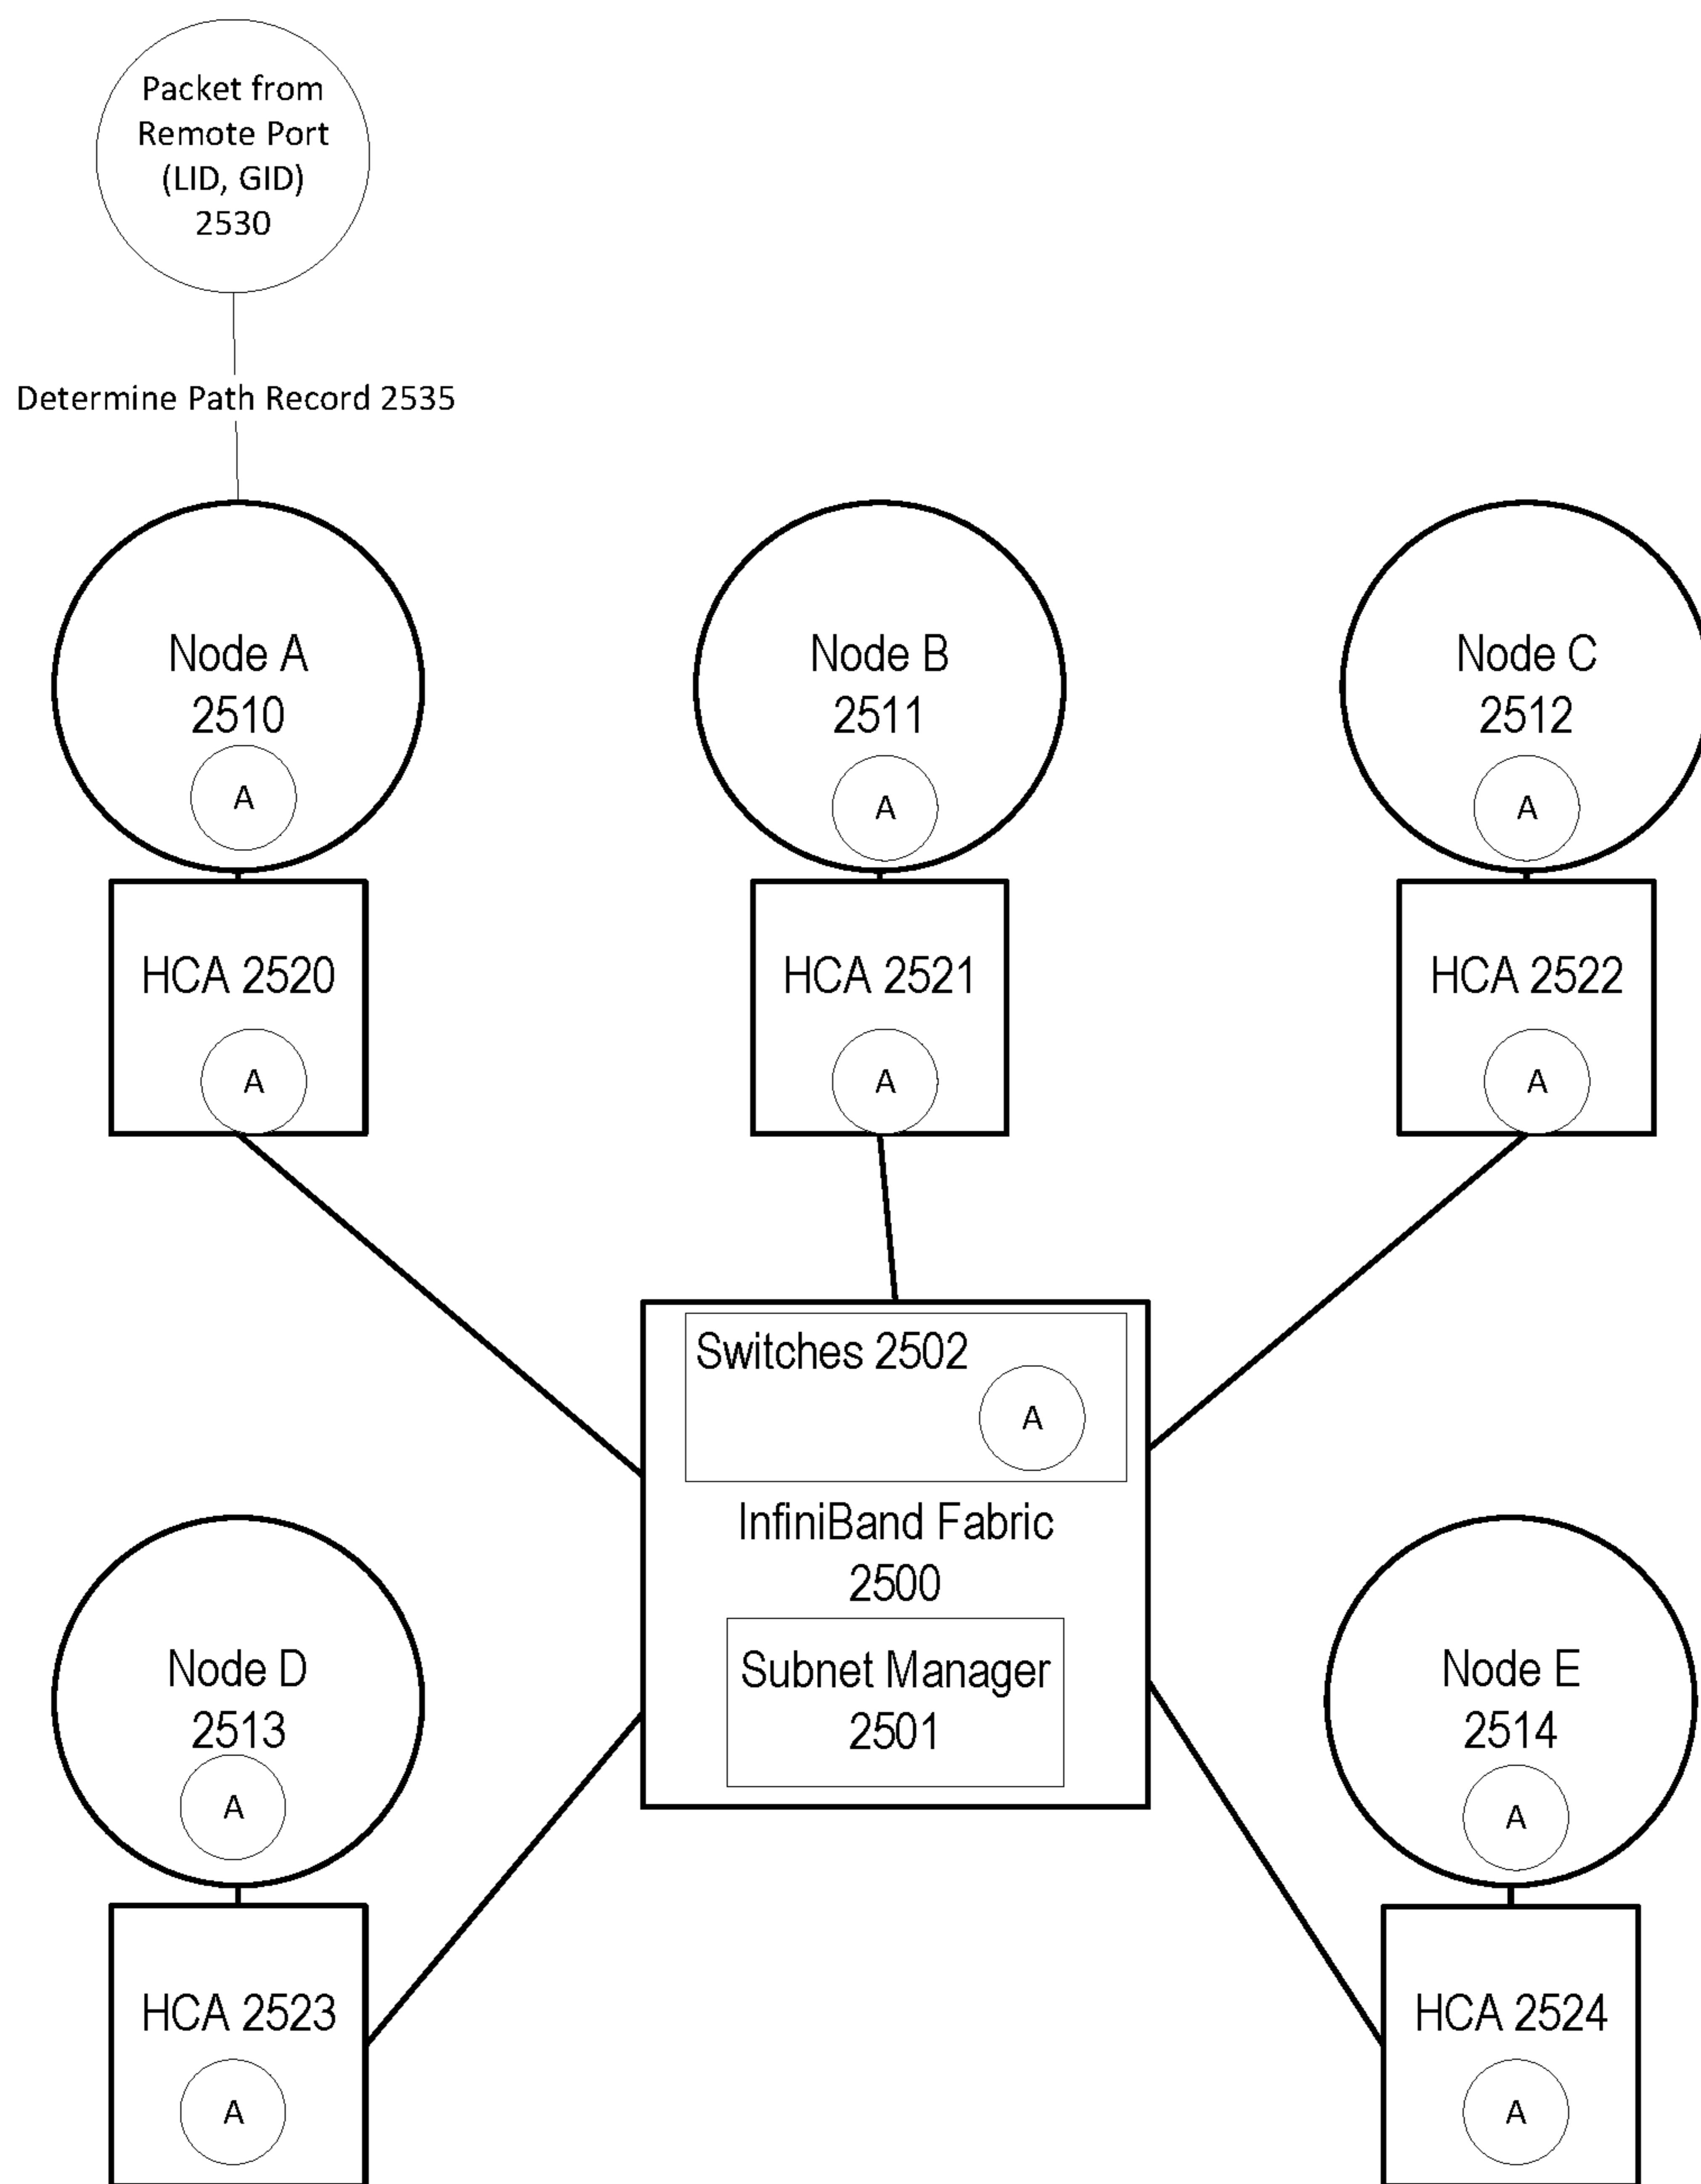 Packet from
Remote Port
(LID, GID)
2530
Determine Path Record 2535
Node A
2510
A
Node B
2511
A
Node C
2512
A
HCA 2520
A
HCA 2521
A
HCA 2522
A
Switches 2502
A
InfiniBand Fabric
2500
Subnet Manager
2501
Node D
2513
A
Node E
2514
A
HCA 2523
A
HCA 2524
A